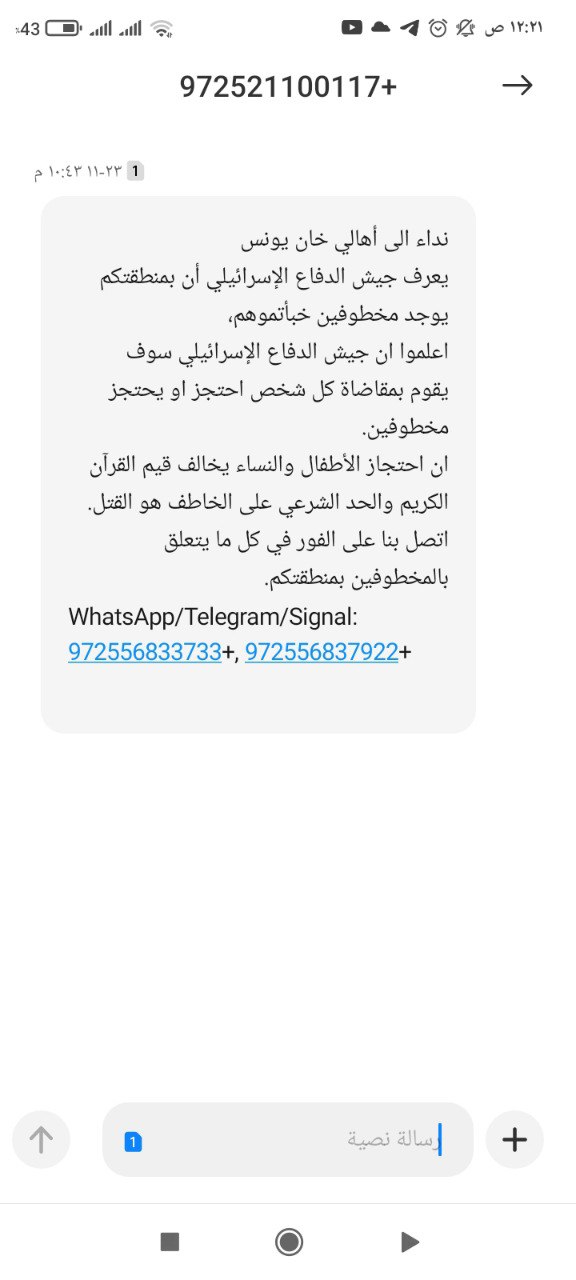 43% ١٢:٢١ ص
972521100117+
1 ٢٣-١١ ١٠:٤٣ م
نداء الى أهالي خان يونس
يعرف جيش الدفاع الإسرائيلي أن بمنطقتكم
يوجد مخطوفين خبأتموهم،
اعلموا ان جيش الدفاع الإسرائيلي سوف
يقوم بمقاضاة كل شخص احتجز او يحتجز
مخطوفين.
ان احتجاز الأطفال والنساء يخالف قيم القرآن
الكريم والحد الشرعي على الخاطف هو القتل.
اتصل بنا على الفور في كل ما يتعلق
بالمخطوفين بمنطقتكم.
WhatsApp/Telegram/Signal:
972556833733+, 972556837922+
رسالة نصية
1